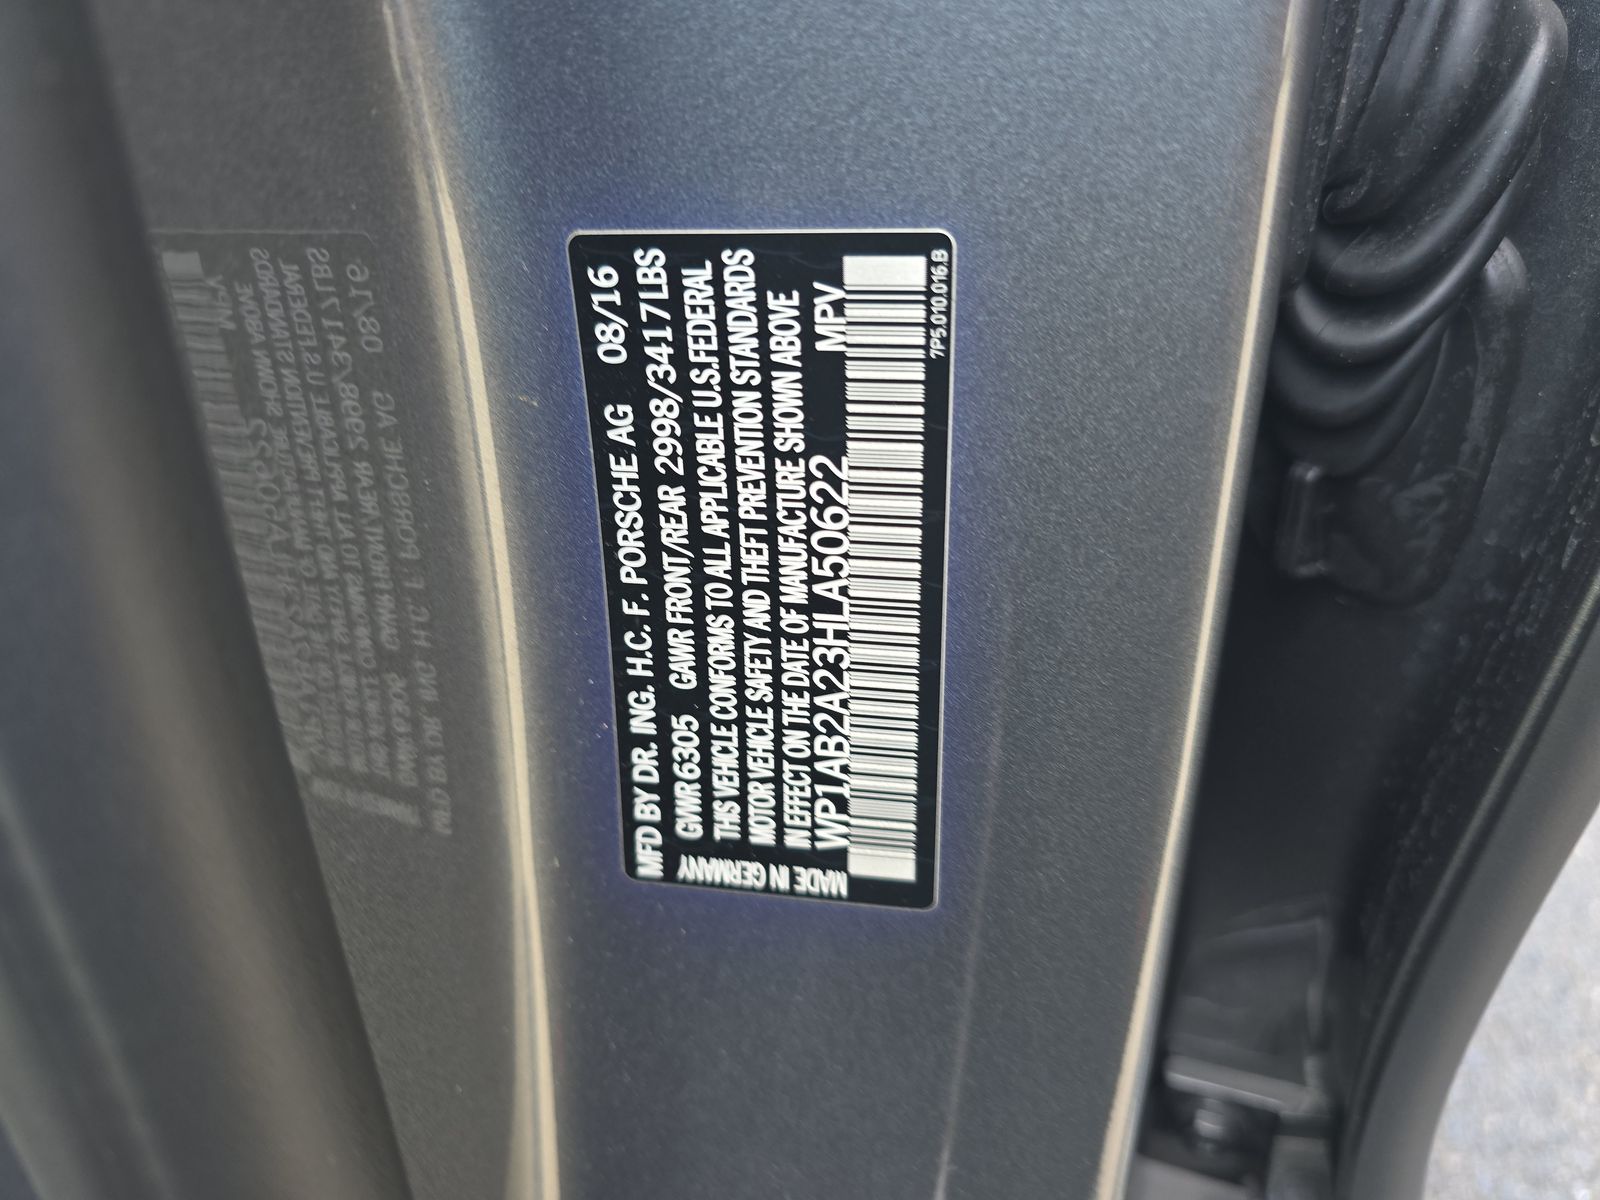 MFD BY DR. ING. H.C. F. PORSCHE AG 08/16
GVWR 6305 GAWR FRONT/REAR 2998/3417LBS
THIS VEHICLE CONFORMS TO ALL APPLICABLE U.S.FEDERAL
MOTOR VEHICLE SAFETY AND THEFT PREVENTION STANDARDS
IN EFFECT ON THE DATE OF MANUFACTURE SHOWN ABOVE
WP1AB2A23HLA50622 MPV
MADE IN GERMANY
7P5.010.016.B